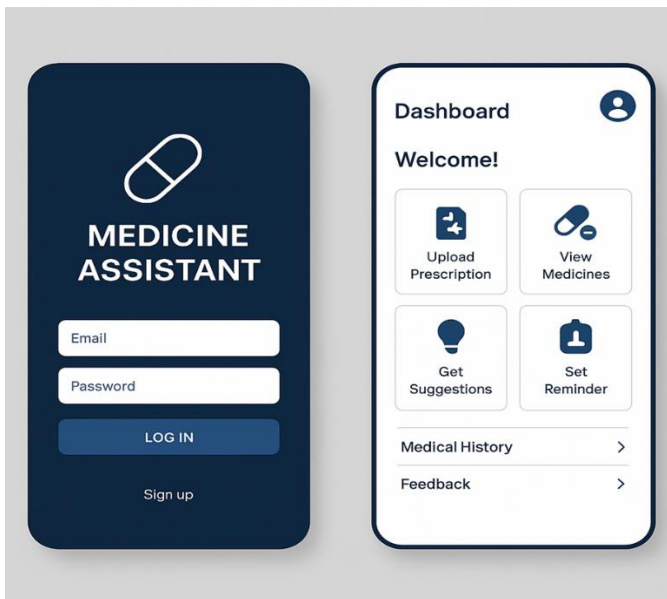 MEDICINE
ASSISTANT
Email
Password
LOG IN
Sign up
Dashboard
Welcome!
Upload
Prescription
View
Medicines
Get
Suggestions
Set
Reminder
Medical History
Feedback